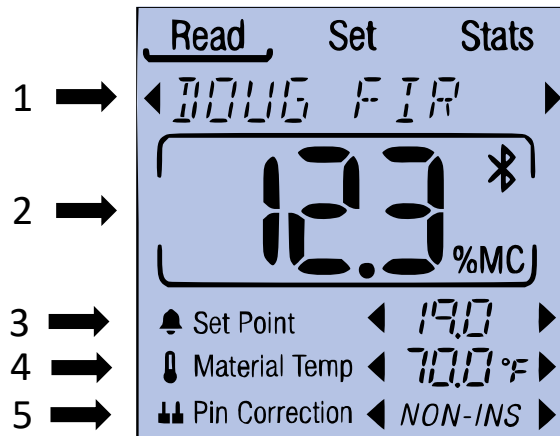 Read Set Stats
1 DOUG FIR
2 12.3 %MC
3 Set Point 19.0
4 Material Temp 70.0 °F
5 Pin Correction NON-INS